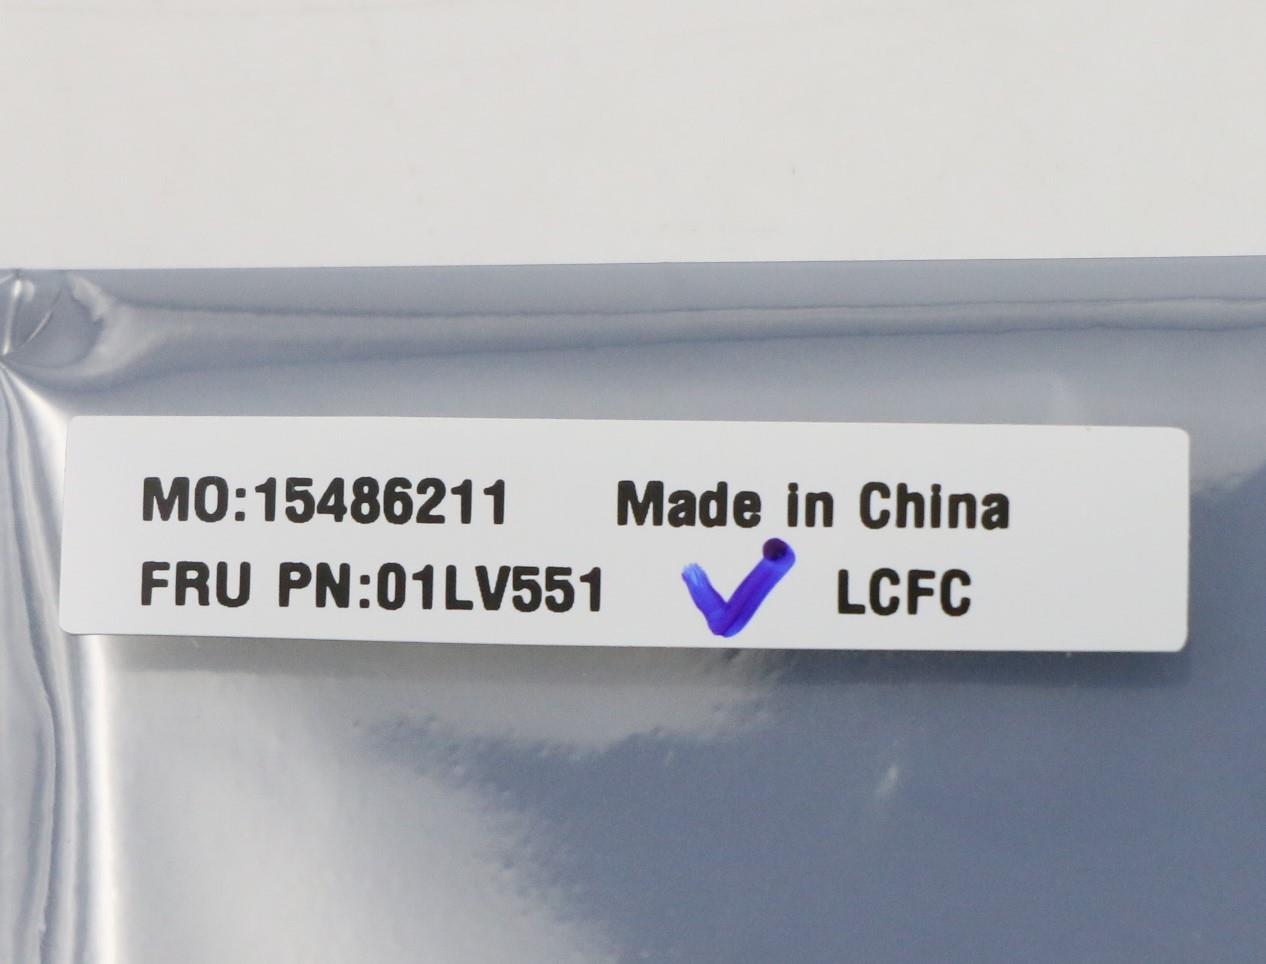 MO:15486211 Made in China
FRU PN:01LV551 LCFC